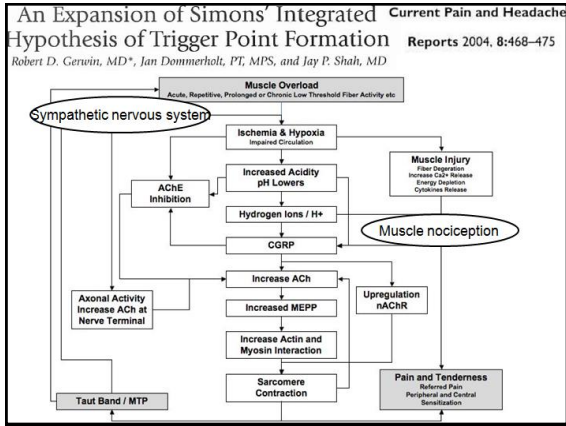 An Expansion of Simons' Integrated
Hypothesis of Trigger Point Formation
Current Pain and Headache
Reports 2004, 8:468–475
Robert D. Gerwin, MD*, Jan Dommerholt, PT, MPS, and Jay P. Shah, MD
Muscle Overload
Acute, Repetitive, Prolonged or Chronic Low Threshold Fiber Activity etc
Sympathetic nervous system
Ischemia & Hypoxia
Impaired Circulation
Muscle Injury
Fiber Degeration
Increase Ca2+ Release
Energy Depletion
Cytokines Release
Increased Acidity
pH Lowers
AChE
Inhibition
Hydrogen Ions / H+
Muscle nociception
CGRP
Increase ACh
Axonal Activity
Increase ACh at
Nerve Terminal
Upregulation
nAChR
Increased MEPP
Increase Actin and
Myosin Interaction
Sarcomere
Contraction
Taut Band / MTP
Pain and Tenderness
Referred Pain
Peripheral and Central
Sensitization